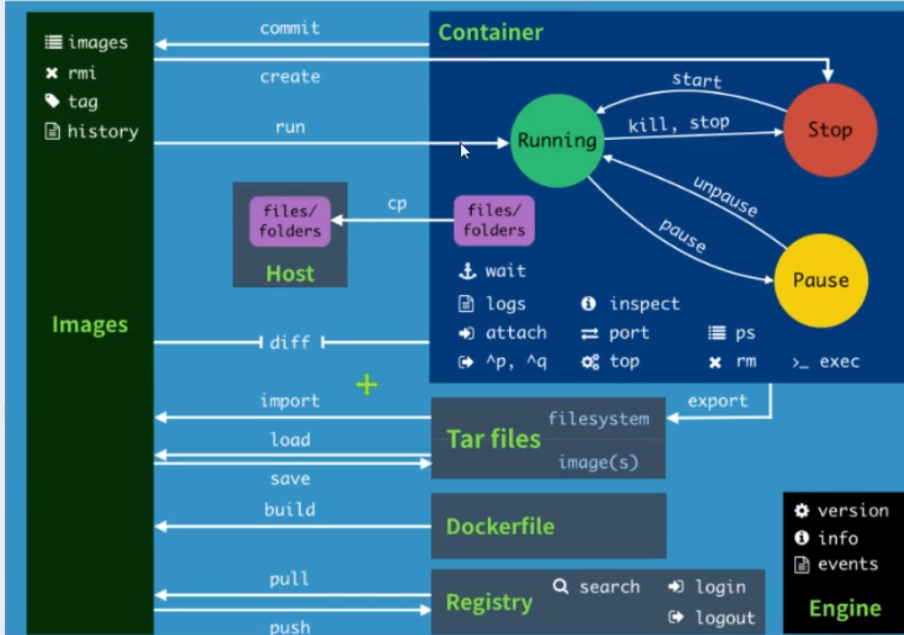 images
rmi
tag
history
Images
commit
create
run
cp
files/
folders
Host
diff
import
load
save
build
pull
push
Container
Running
start
kill, stop
Stop
unpause
pause
Pause
files/
folders
wait
logs
inspect
attach
port
ps
^p, ^q
top
rm
>_ exec
export
Tar files
filesystem
image(s)
Dockerfile
Registry
search
login
logout
version
info
events
Engine